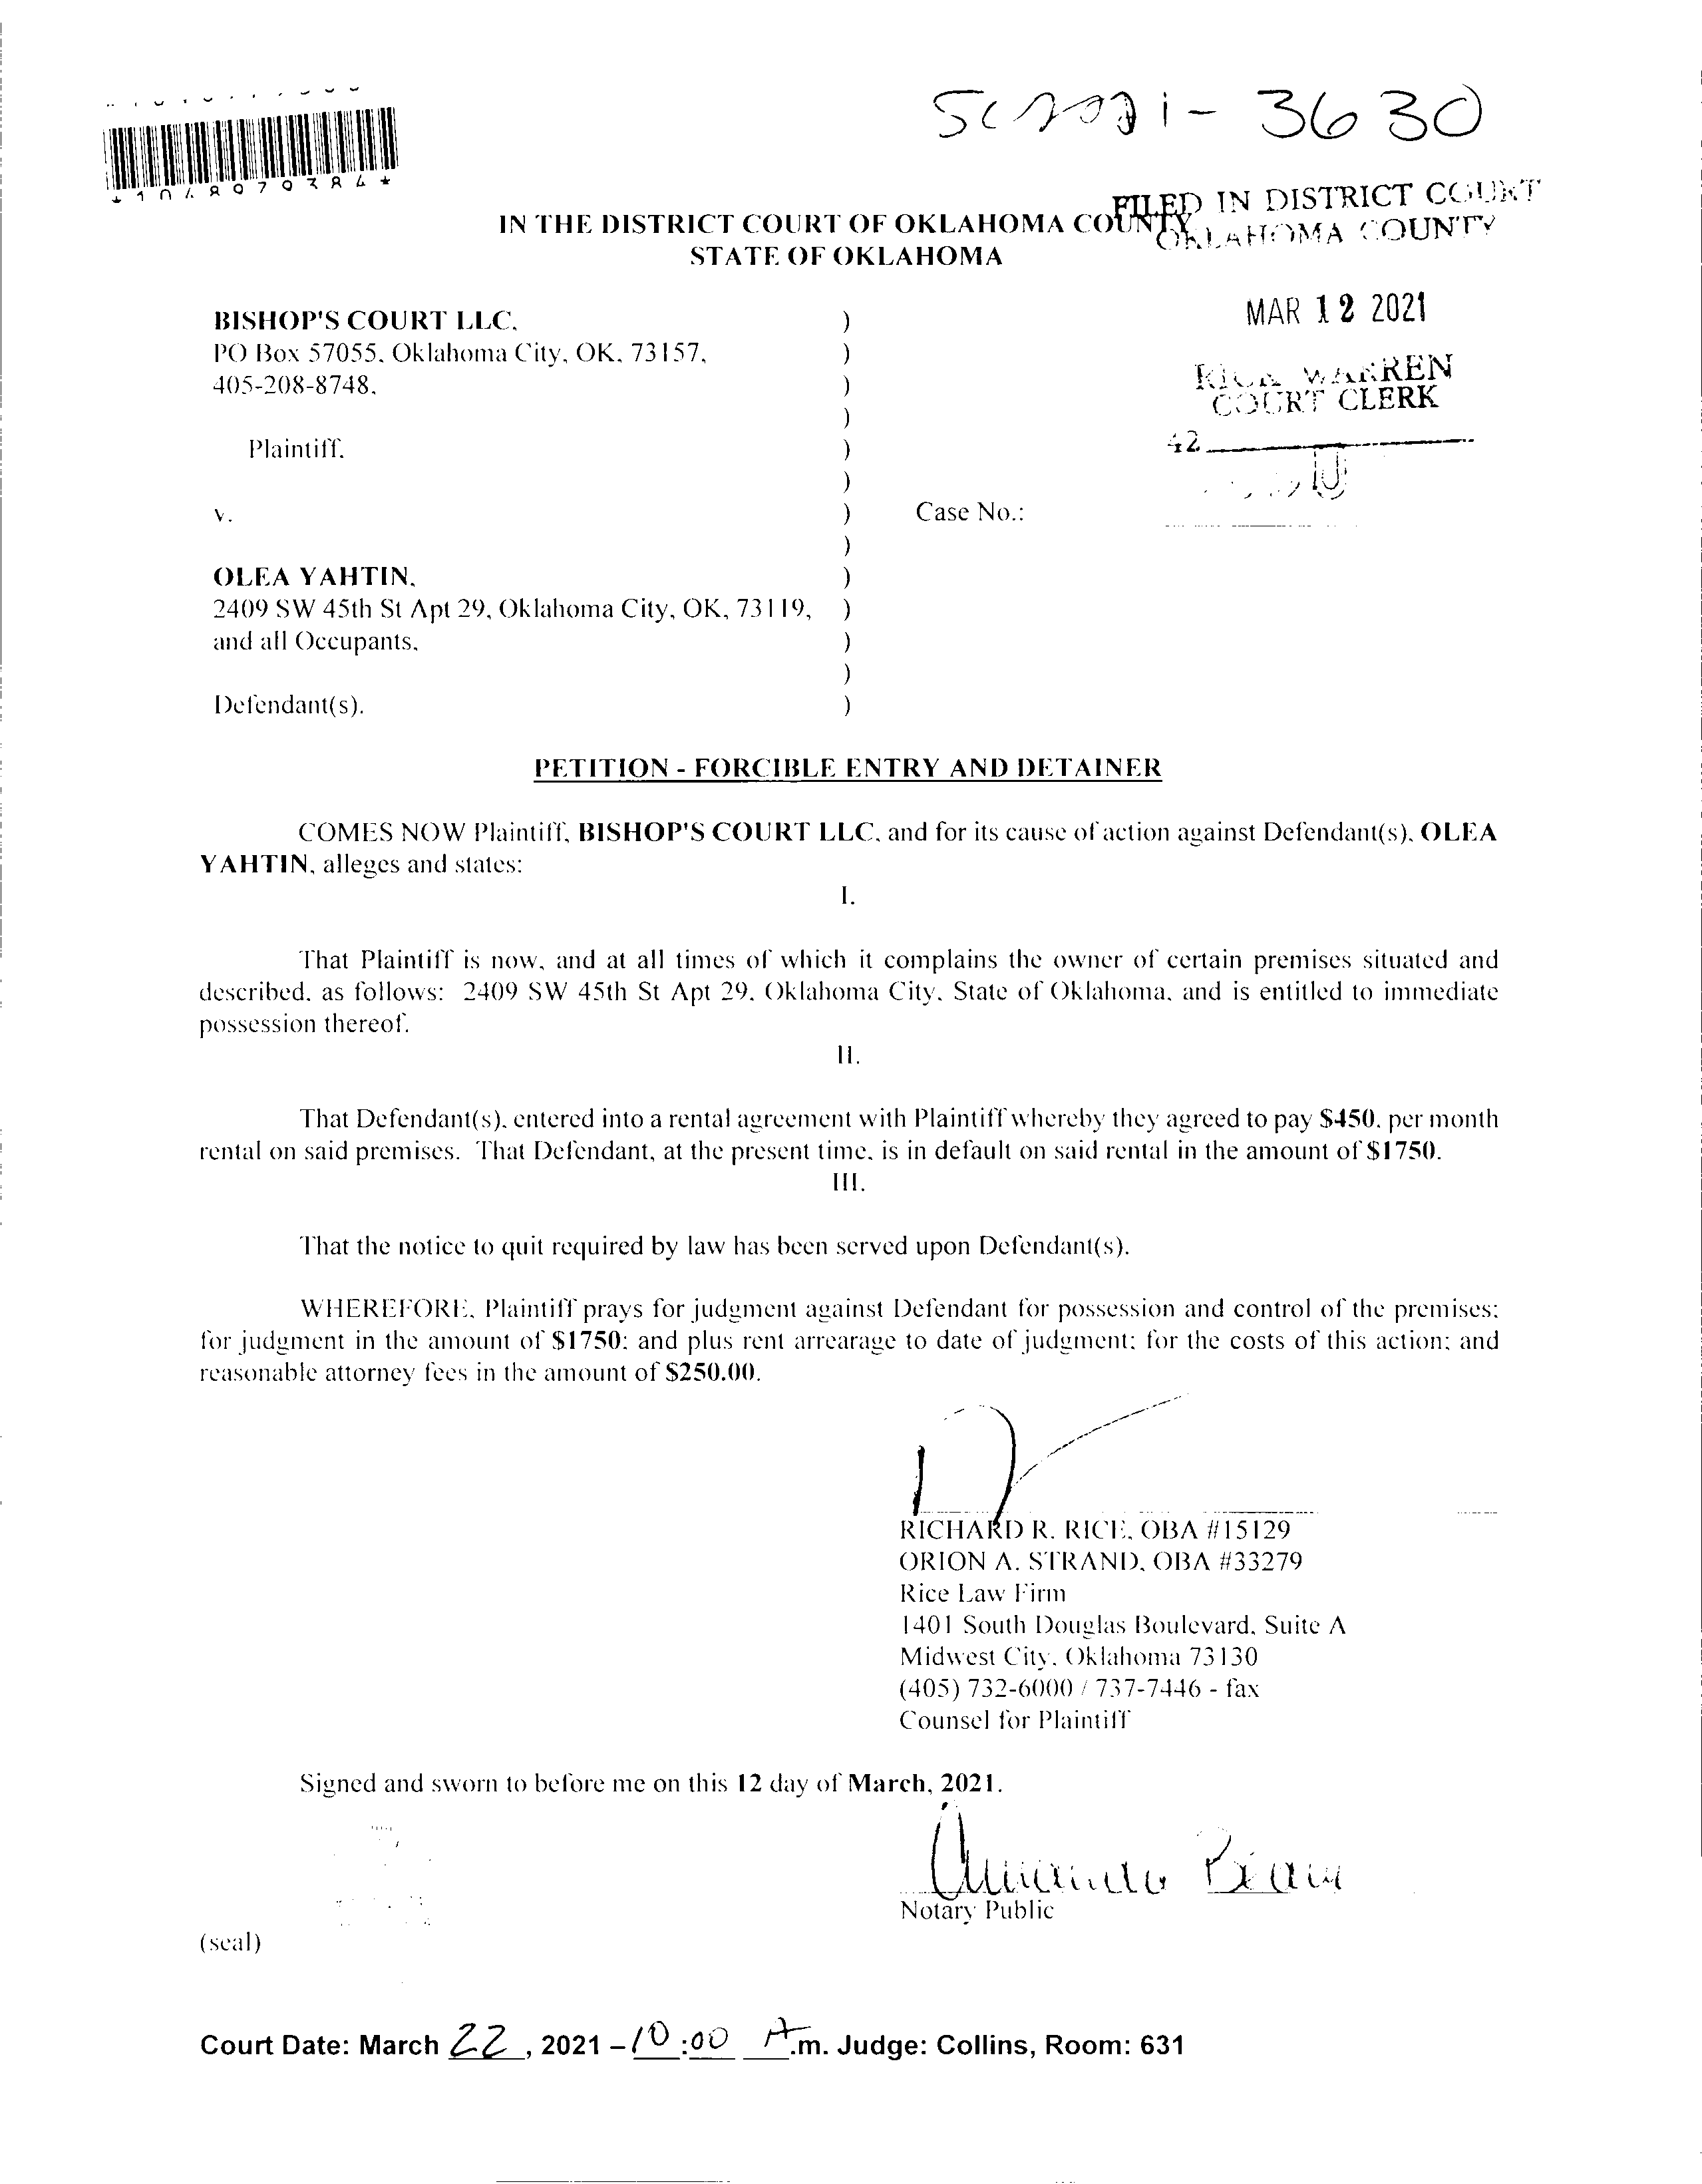 SC2021-3630
*1048979384*
FILED IN DISTRICT COURT
OKLAHOMA COUNTY
IN THE DISTRICT COURT OF OKLAHOMA COUNTY
STATE OF OKLAHOMA
MAR 12 2021
RICK WARREN
COURT CLERK
42
BISHOP'S COURT LLC, )
PO Box 57055, Oklahoma City, OK, 73157, )
405-208-8748, )
)
Plaintiff, )
)
v. ) Case No.:
)
OLEA YAHTIN, )
2409 SW 45th St Apt 29, Oklahoma City, OK, 73119, )
and all Occupants, )
)
Defendant(s). )
PETITION - FORCIBLE ENTRY AND DETAINER
COMES NOW Plaintiff, BISHOP'S COURT LLC, and for its cause of action against Defendant(s), OLEA
YAHTIN, alleges and states:
I.
That Plaintiff is now, and at all times of which it complains the owner of certain premises situated and
described, as follows: 2409 SW 45th St Apt 29, Oklahoma City, State of Oklahoma, and is entitled to immediate
possession thereof.
II.
That Defendant(s), entered into a rental agreement with Plaintiff whereby they agreed to pay $450, per month
rental on said premises. That Defendant, at the present time, is in default on said rental in the amount of $1750.
III.
That the notice to quit required by law has been served upon Defendant(s).
WHEREFORE, Plaintiff prays for judgment against Defendant for possession and control of the premises;
for judgment in the amount of $1750; and plus rent arrearage to date of judgment; for the costs of this action; and
reasonable attorney fees in the amount of $250.00.
RICHARD R. RICE, OBA #15129
ORION A. STRAND, OBA #33279
Rice Law Firm
1401 South Douglas Boulevard, Suite A
Midwest City, Oklahoma 73130
(405) 732-6000 / 737-7446 - fax
Counsel for Plaintiff
Signed and sworn to before me on this 12 day of March, 2021.
Notary Public
(seal)
Court Date: March 22, 2021 – 10:00 A.m. Judge: Collins, Room: 631